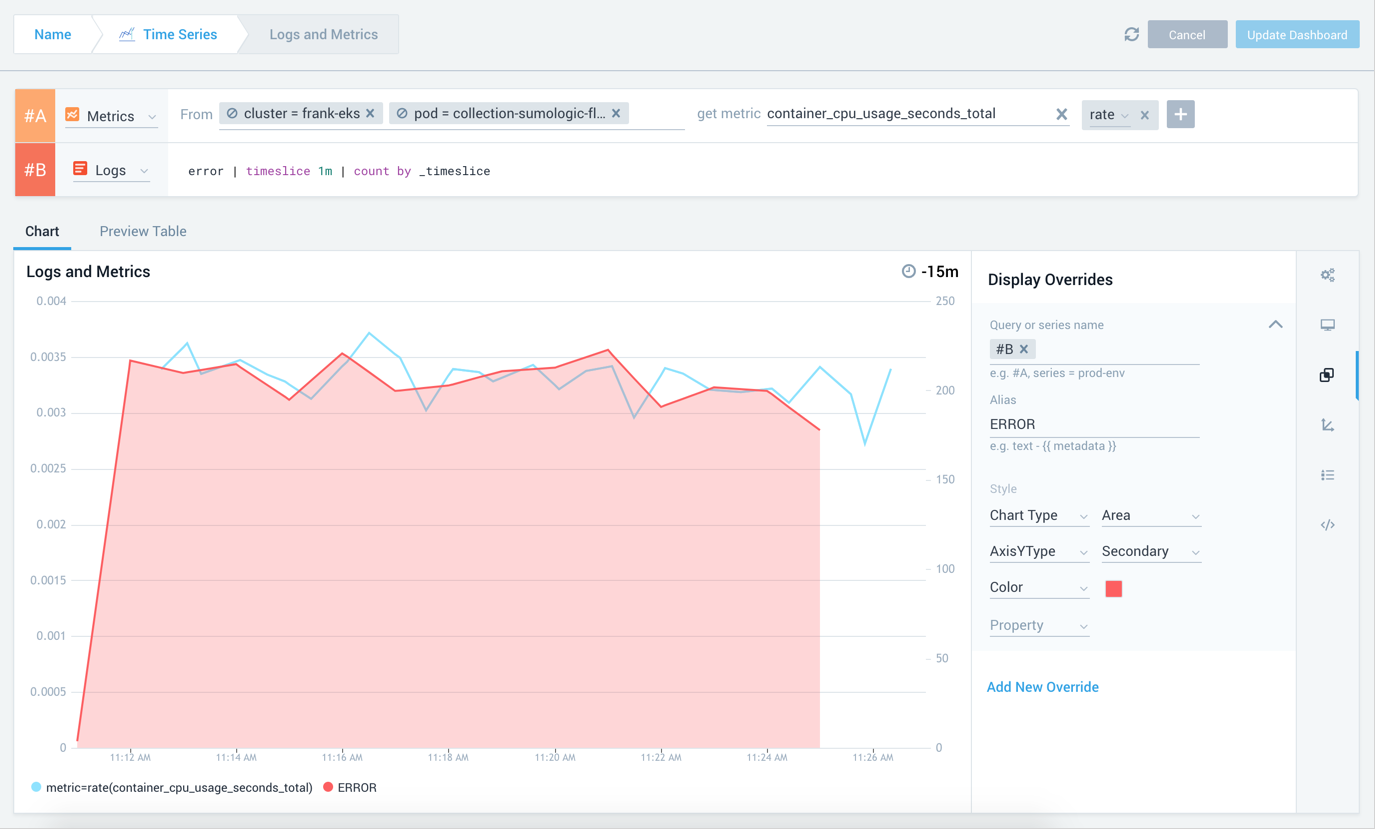 Name
Time Series
Logs and Metrics
Cancel
Update Dashboard
#A
Metrics
From
cluster = frank-eks
pod = collection-sumologic-fl...
get metric
container_cpu_usage_seconds_total
rate
#B
Logs
error | timeslice 1m | count by _timeslice
Chart
Preview Table
Logs and Metrics
-15m
0.004
0.0035
0.003
0.0025
0.002
0.0015
0.001
0.0005
0
250
200
150
100
50
0
11:12 AM
11:14 AM
11:16 AM
11:18 AM
11:20 AM
11:22 AM
11:24 AM
11:26 AM
metric=rate(container_cpu_usage_seconds_total)
ERROR
Display Overrides
Query or series name
#B
e.g. #A, series = prod-env
Alias
ERROR
e.g. text - {{ metadata }}
Style
Chart Type
Area
AxisYType
Secondary
Color
Property
Add New Override